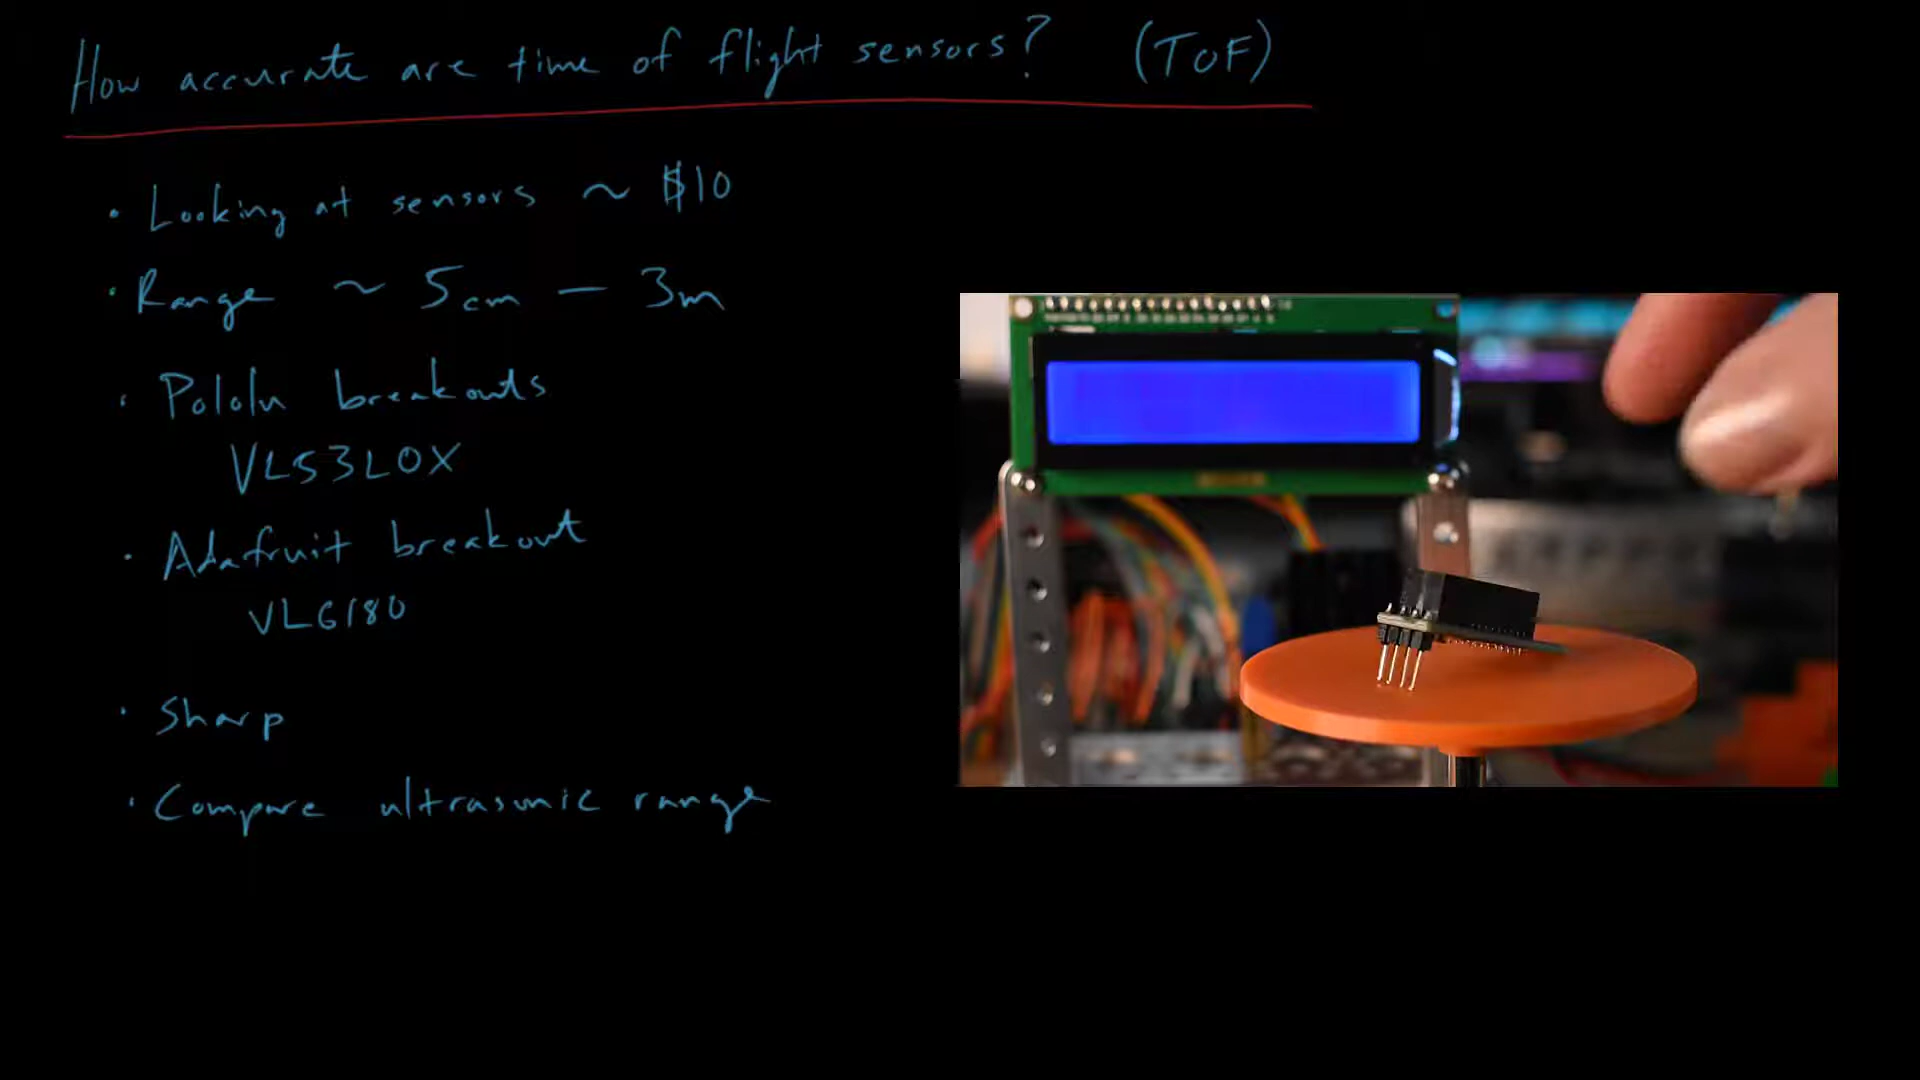 How accurate are time of flight sensors? (ToF)
• Looking at sensors ~ $10
• Range ~ 5cm — 3m
• Pololu breakouts
VL53L0X
• Adafruit breakout
VL6180
• Sharp
• Compare ultrasonic range